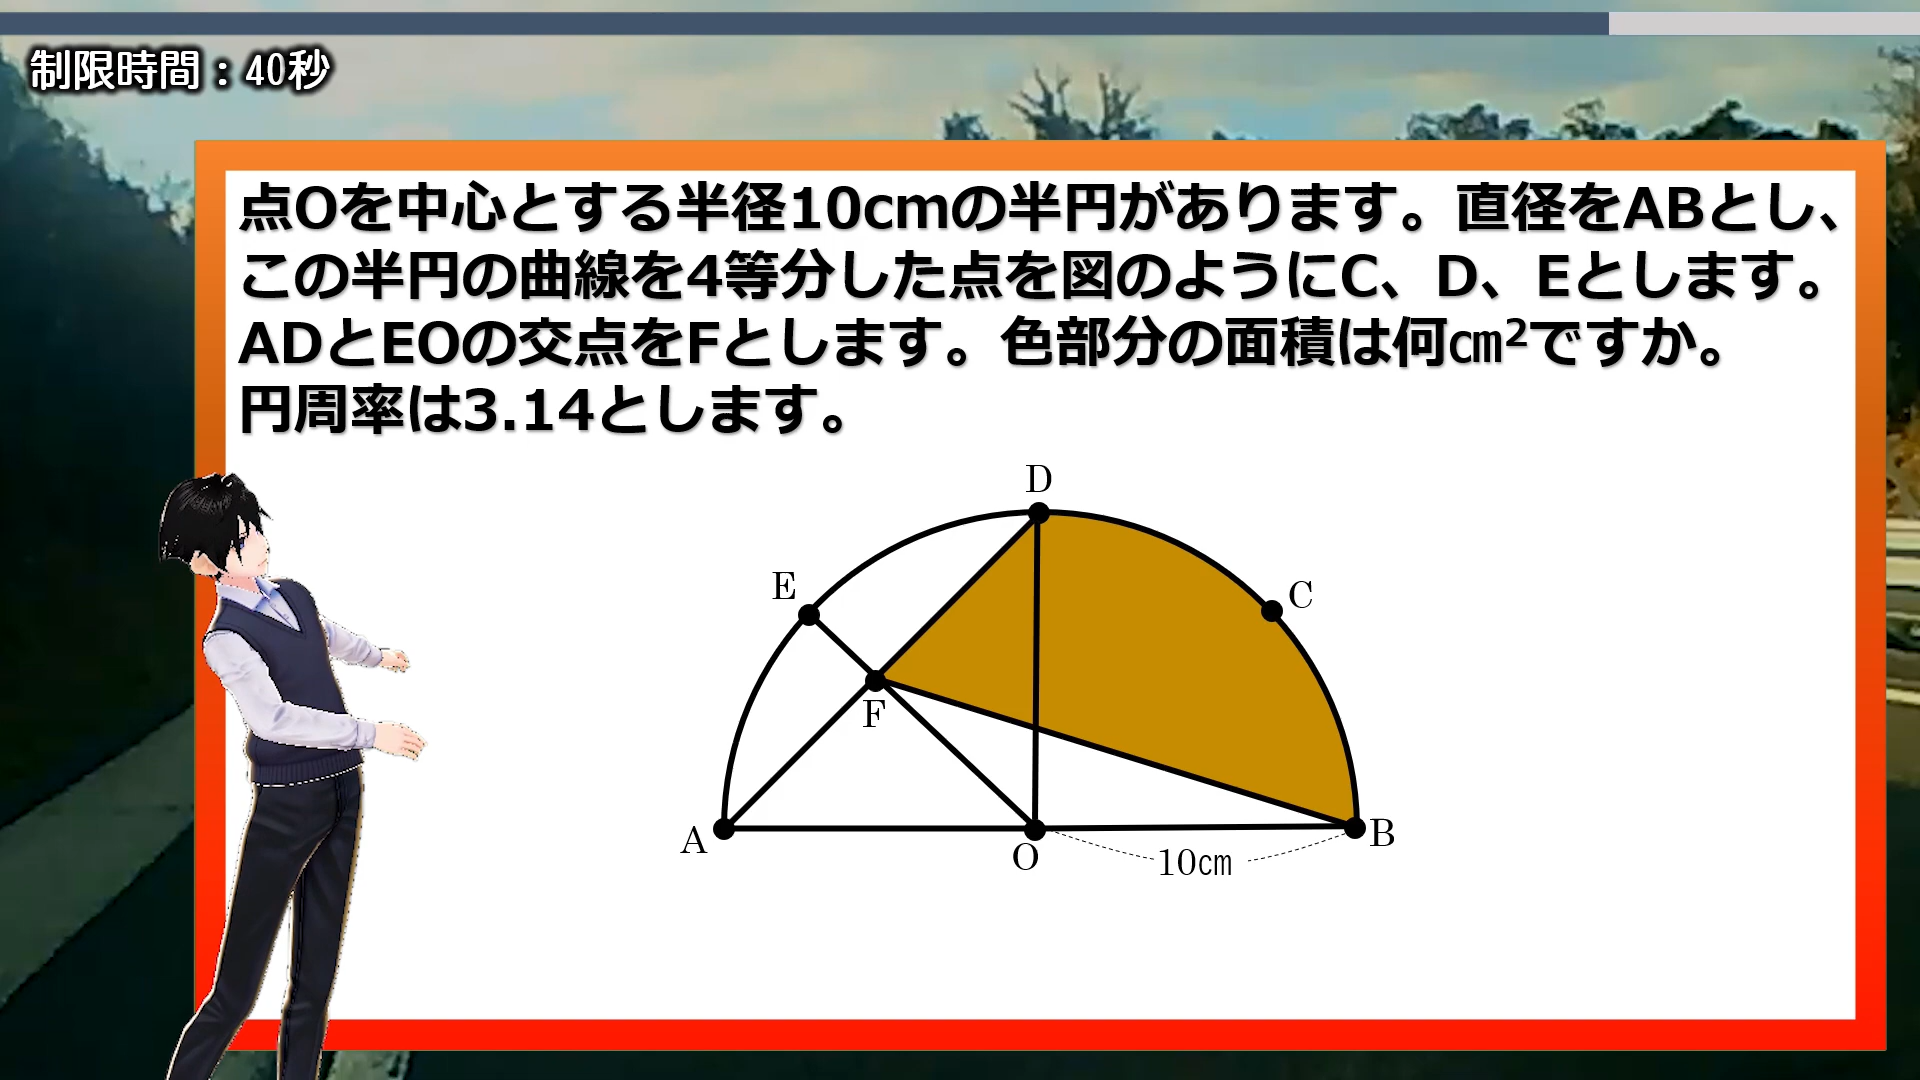 制限時間：40秒
点Oを中心とする半径10cmの半円があります。直径をABとし、
この半円の曲線を4等分した点を図のようにC、D、Eとします。
ADとEOの交点をFとします。色部分の面積は何㎝²ですか。
円周率は3.14とします。
D
E
C
F
A
O
B
10㎝